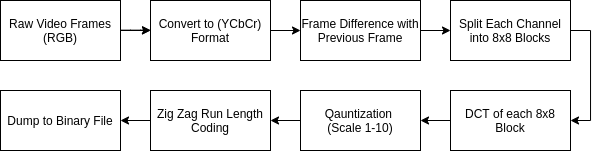 Raw Video Frames
(RGB)
Convert to (YCbCr)
Format
Frame Difference with
Previous Frame
Split Each Channel
into 8x8 Blocks
DCT of each 8x8
Block
Qauntization
(Scale 1-10)
Zig Zag Run Length
Coding
Dump to Binary File